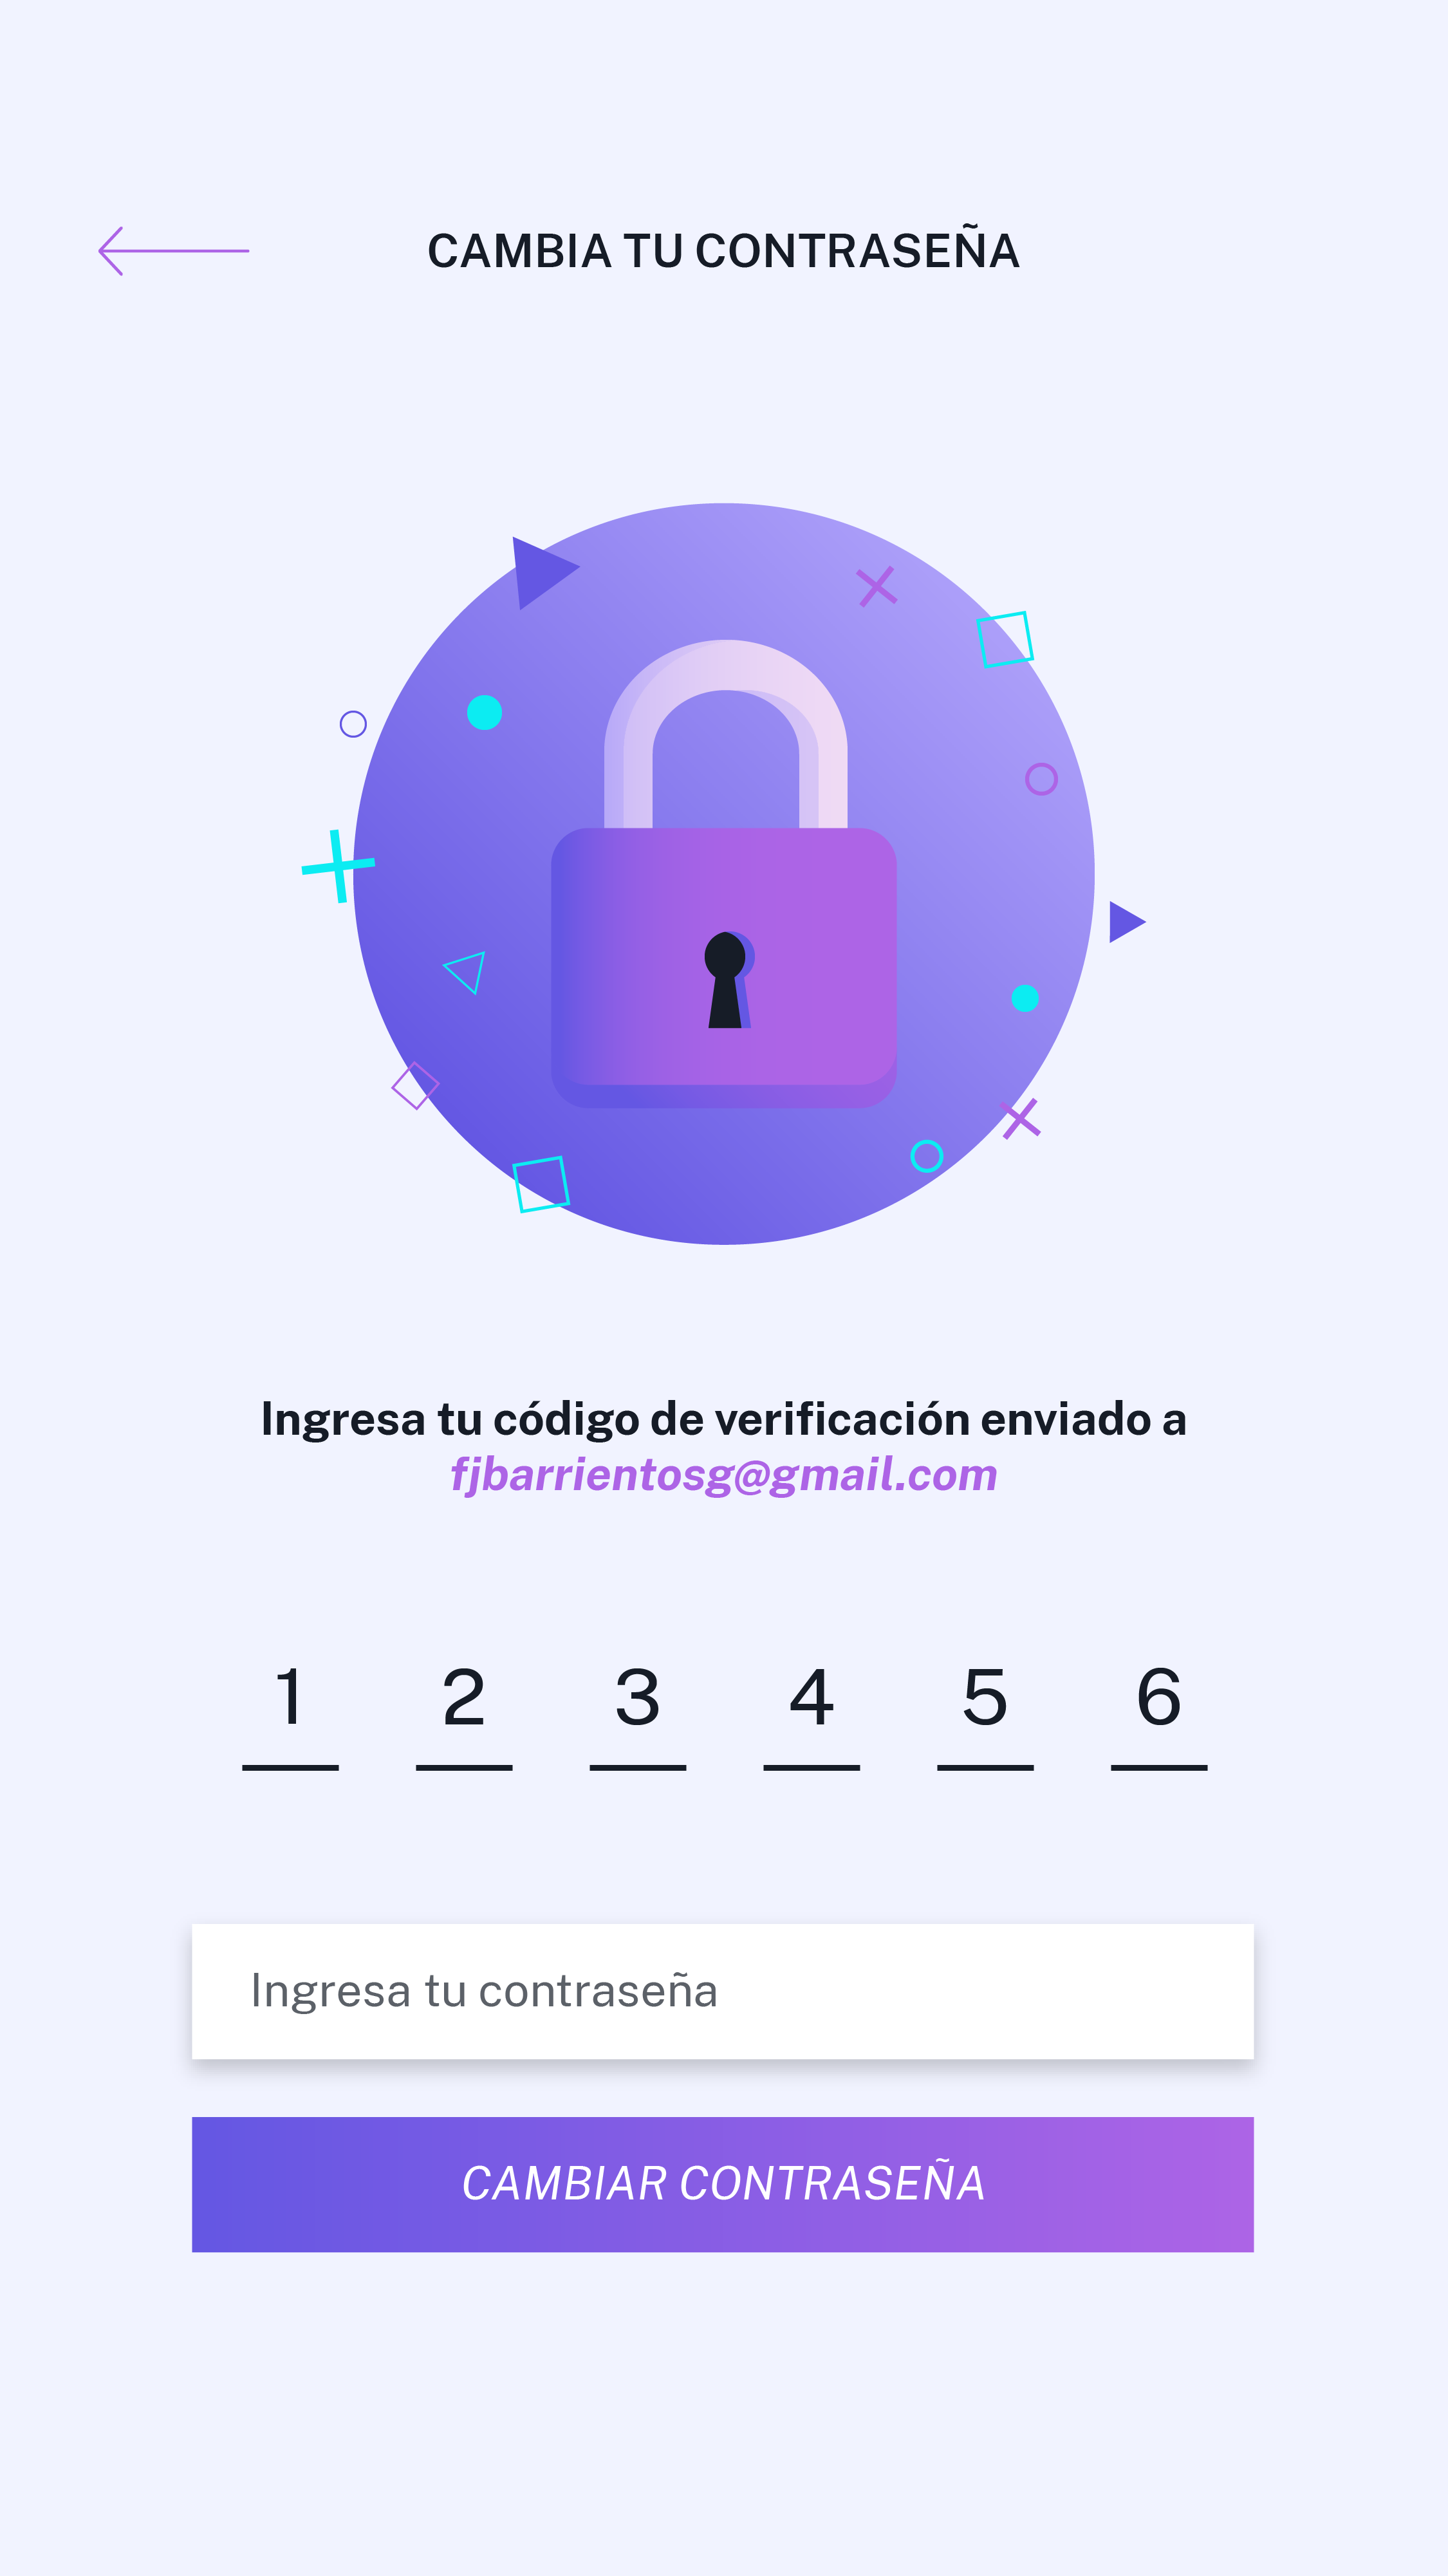 CAMBIA TU CONTRASEÑA
Ingresa tu código de verificación enviado a
fjbarrientosg@gmail.com
1 2 3 4 5 6
Ingresa tu contraseña
CAMBIAR CONTRASEÑA